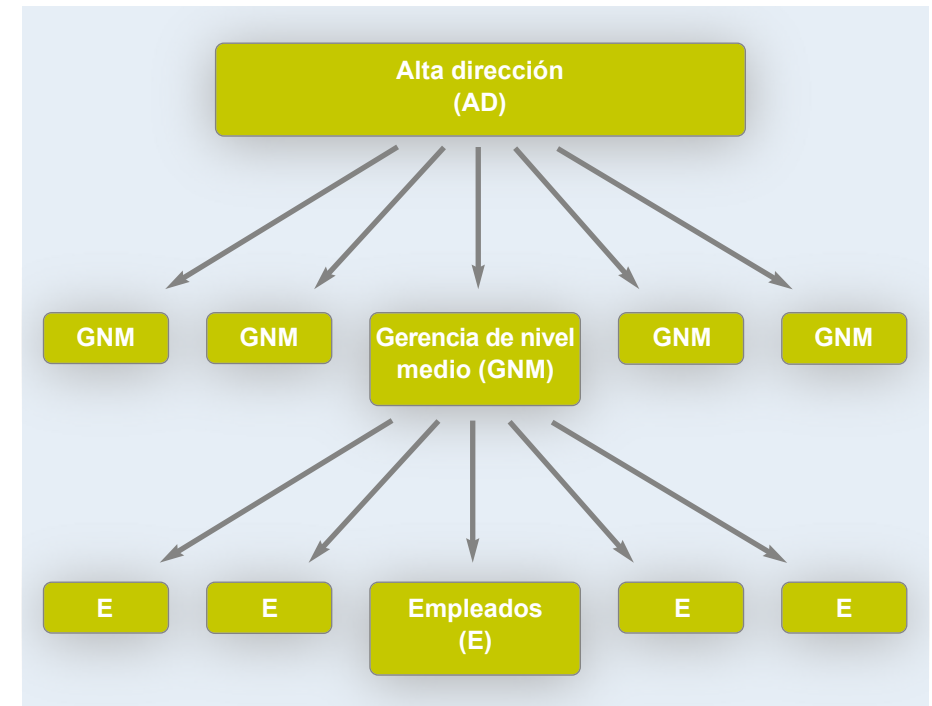 Alta dirección
(AD)
GNM
GNM
Gerencia de nivel
medio (GNM)
GNM
GNM
E
E
Empleados
(E)
E
E